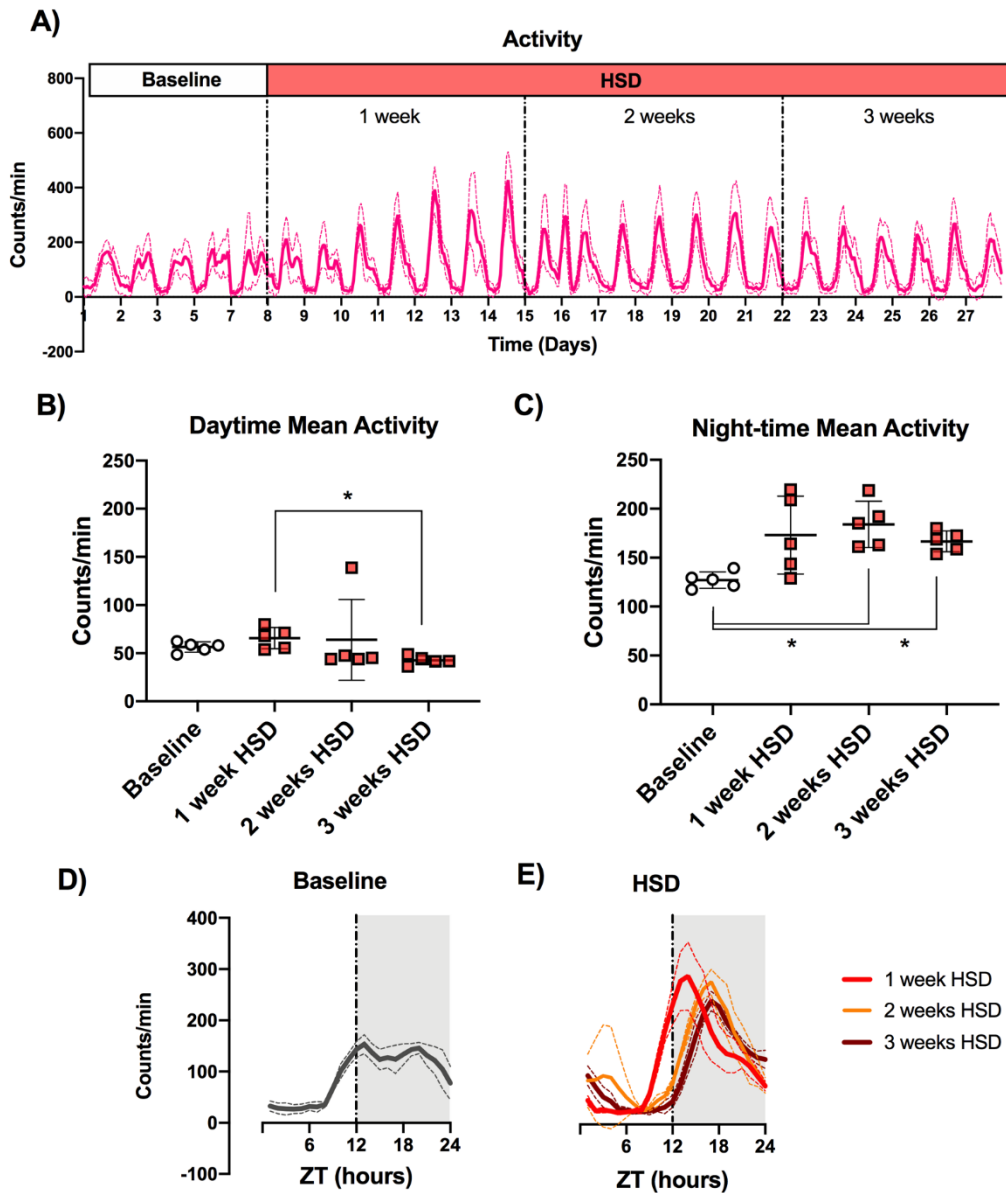 A)
Activity
Baseline
HSD
1 week
2 weeks
3 weeks
Counts/min
800
600
400
200
0
-200
1 2 3 4 5 6 7 8 9 10 11 12 13 14 15 16 17 18 19 20 21 22 23 24 25 26 27
Time (Days)
B)
Daytime Mean Activity
Counts/min
250
200
150
100
50
0
*
Baseline
1 week HSD
2 weeks HSD
3 weeks HSD
C)
Night-time Mean Activity
Counts/min
250
200
150
100
50
0
* *
Baseline
1 week HSD
2 weeks HSD
3 weeks HSD
D)
Baseline
Counts/min
400
300
200
100
0
-100
6 12 18 24
ZT (hours)
E)
HSD
6 12 18 24
ZT (hours)
1 week HSD
2 weeks HSD
3 weeks HSD